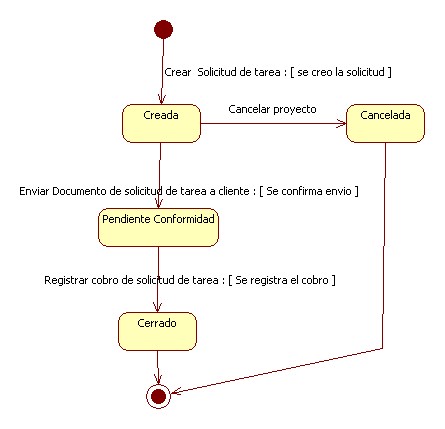 Crear  Solicitud de tarea : [ se creo la solicitud ]
Creada
Cancelar proyecto
Cancelada
Enviar Documento de solicitud de tarea a cliente : [ Se confirma envio ]
Pendiente Conformidad
Registrar cobro de solicitud de tarea : [ Se registra el cobro ]
Cerrado